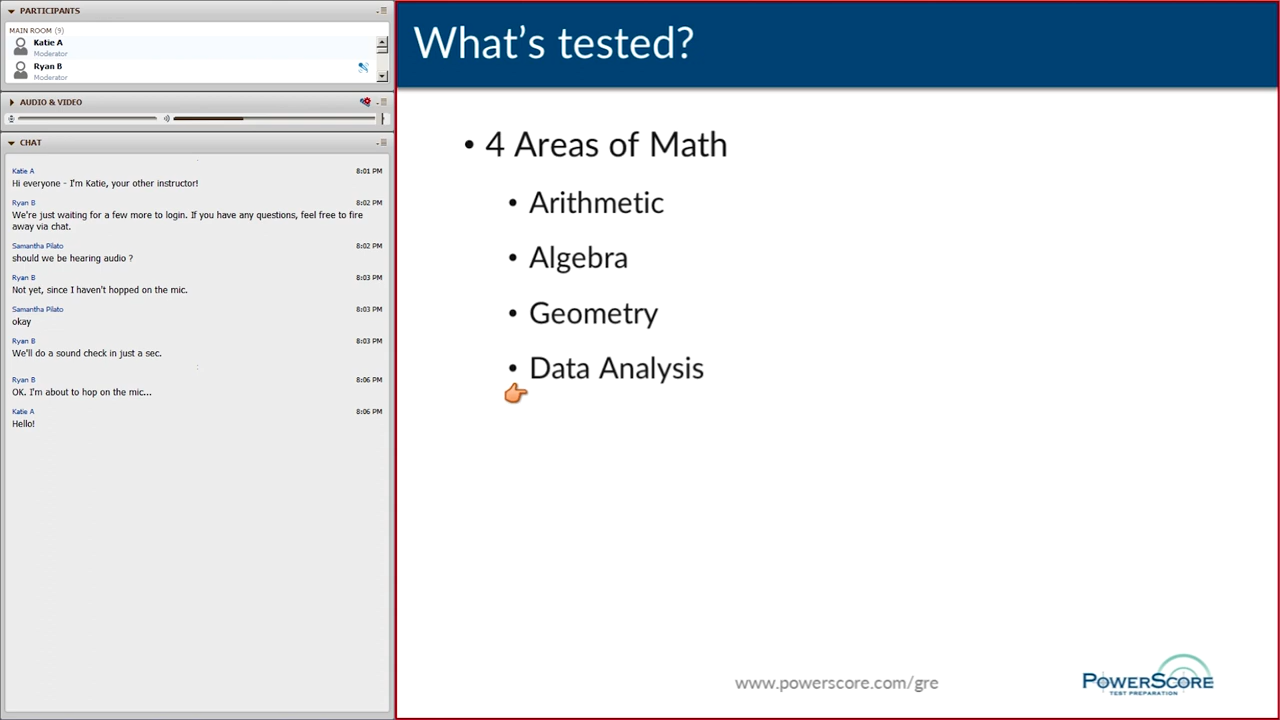 PARTICIPANTS
MAIN ROOM (9)
Katie A
Moderator
Ryan B
Moderator
AUDIO & VIDEO
CHAT
Katie A 8:01 PM
Hi everyone - I'm Katie, your other instructor!
Ryan B 8:02 PM
We're just waiting for a few more to login. If you have any questions, feel free to fire
away via chat.
Samantha Pilato 8:02 PM
should we be hearing audio ?
Ryan B 8:03 PM
Not yet, since I haven't hopped on the mic.
Samantha Pilato 8:03 PM
okay
Ryan B 8:03 PM
We'll do a sound check in just a sec.
Ryan B 8:06 PM
OK. I'm about to hop on the mic...
Katie A 8:06 PM
Hello!
What's tested?
• 4 Areas of Math
• Arithmetic
• Algebra
• Geometry
• Data Analysis
www.powerscore.com/gre
POWERSCORE
TEST PREPARATION